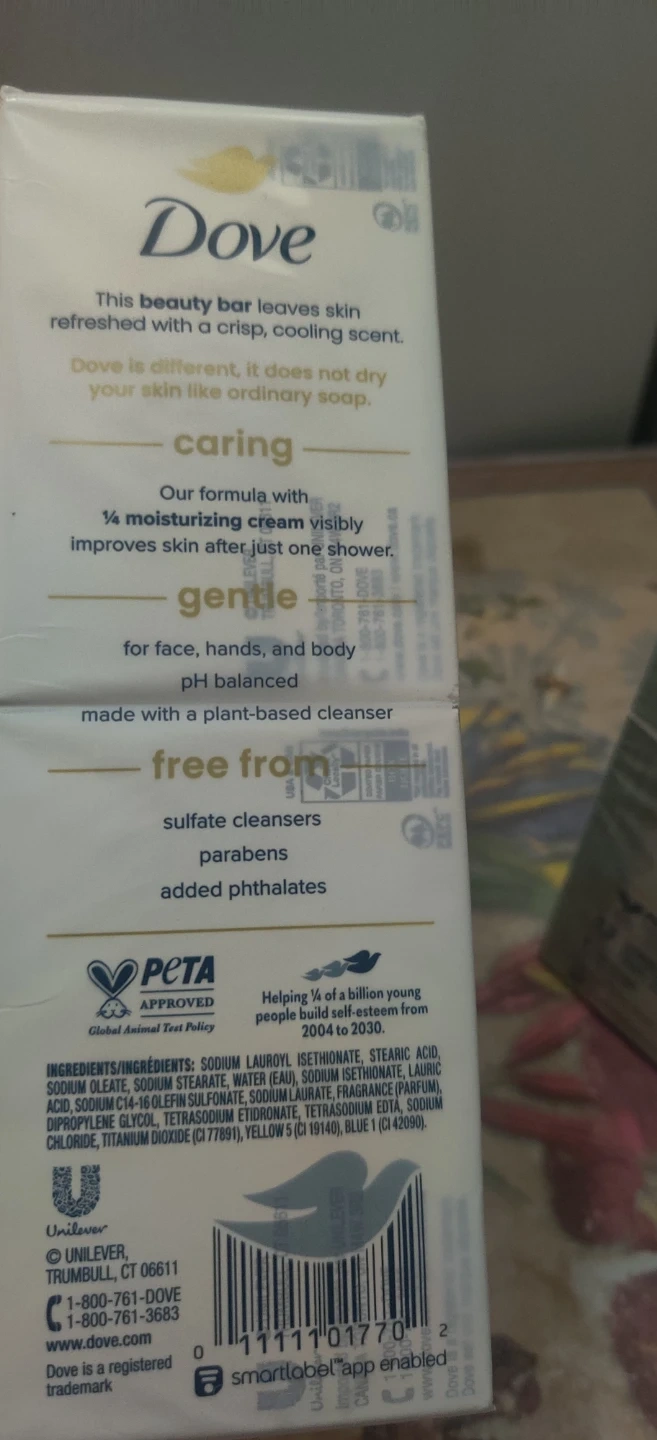 Dove
This beauty bar leaves skin
refreshed with a crisp, cooling scent.
Dove is different, it does not dry
your skin like ordinary soap.
caring
Our formula with
¼ moisturizing cream visibly
improves skin after just one shower.
gentle
for face, hands, and body
pH balanced
made with a plant-based cleanser
free from
sulfate cleansers
parabens
added phthalates
PETA
APPROVED
Global Animal Test Policy
Helping ¼ of a billion young
people build self-esteem from
2004 to 2030.
INGREDIENTS/INGRÉDIENTS: SODIUM LAUROYL ISETHIONATE, STEARIC ACID,
SODIUM OLEATE, SODIUM STEARATE, WATER (EAU), SODIUM ISETHIONATE, LAURIC
ACID, SODIUM C14-16 OLEFIN SULFONATE, SODIUM LAURATE, FRAGRANCE (PARFUM),
DIPROPYLENE GLYCOL, TETRASODIUM ETIDRONATE, TETRASODIUM EDTA, SODIUM
CHLORIDE, TITANIUM DIOXIDE (CI 77891), YELLOW 5 (CI 19140), BLUE 1 (CI 42090).
Unilever
© UNILEVER,
TRUMBULL, CT 06611
1-800-761-DOVE
1-800-761-3683
www.dove.com
Dove is a registered
trademark
0 11111 01770 2
smartlabel™ app enabled